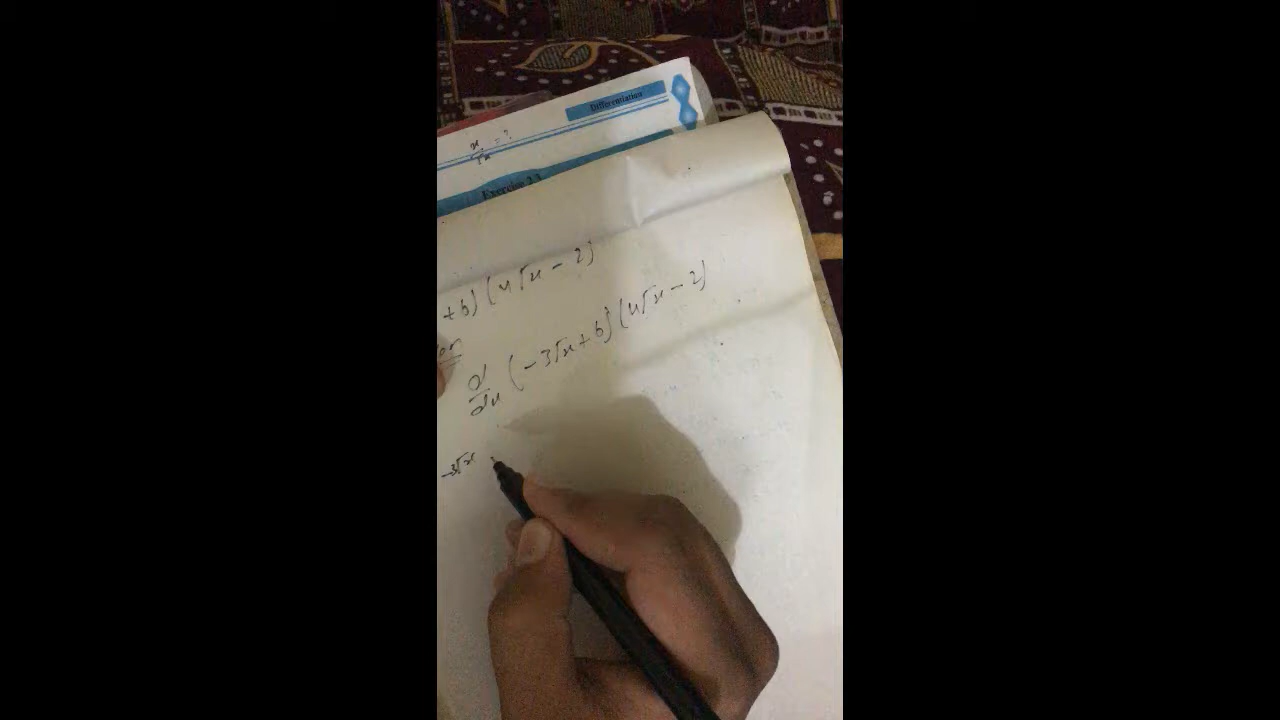 Differentiation
x/√x = ?
Exercise 2.3
+6)(4√x - 2)
d/dx (-3√x + 6)(4√x - 2)
-3√x